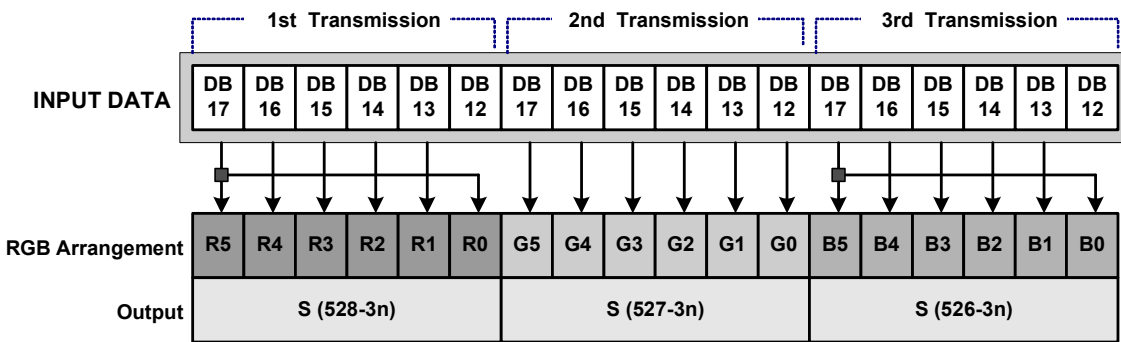 1st Transmission 2nd Transmission 3rd Transmission
INPUT DATA
DB 17 DB 16 DB 15 DB 14 DB 13 DB 12 DB 17 DB 16 DB 15 DB 14 DB 13 DB 12 DB 17 DB 16 DB 15 DB 14 DB 13 DB 12
RGB Arrangement R5 R4 R3 R2 R1 R0 G5 G4 G3 G2 G1 G0 B5 B4 B3 B2 B1 B0
Output S (528-3n) S (527-3n) S (526-3n)